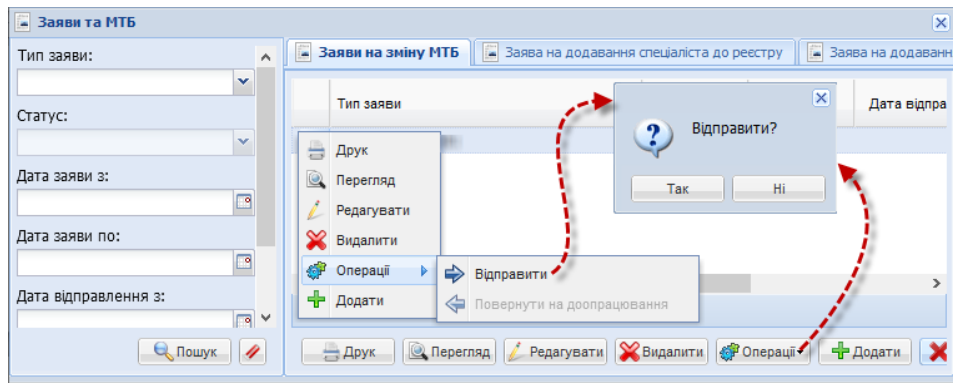 Заяви та МТБ
Тип заяви:
Статус:
Дата заяви з:
Дата заяви по:
Дата відправлення з:
Пошук
Заяви на зміну МТБ
Заява на додавання спеціаліста до реєстру
Заява на додаванн
Тип заяви
Дата відпра
Відправити?
Так
Ні
Друк
Перегляд
Редагувати
Видалити
Операції
Додати
Відправити
Повернути на доопрацювання
Друк
Перегляд
Редагувати
Видалити
Операції
Додати